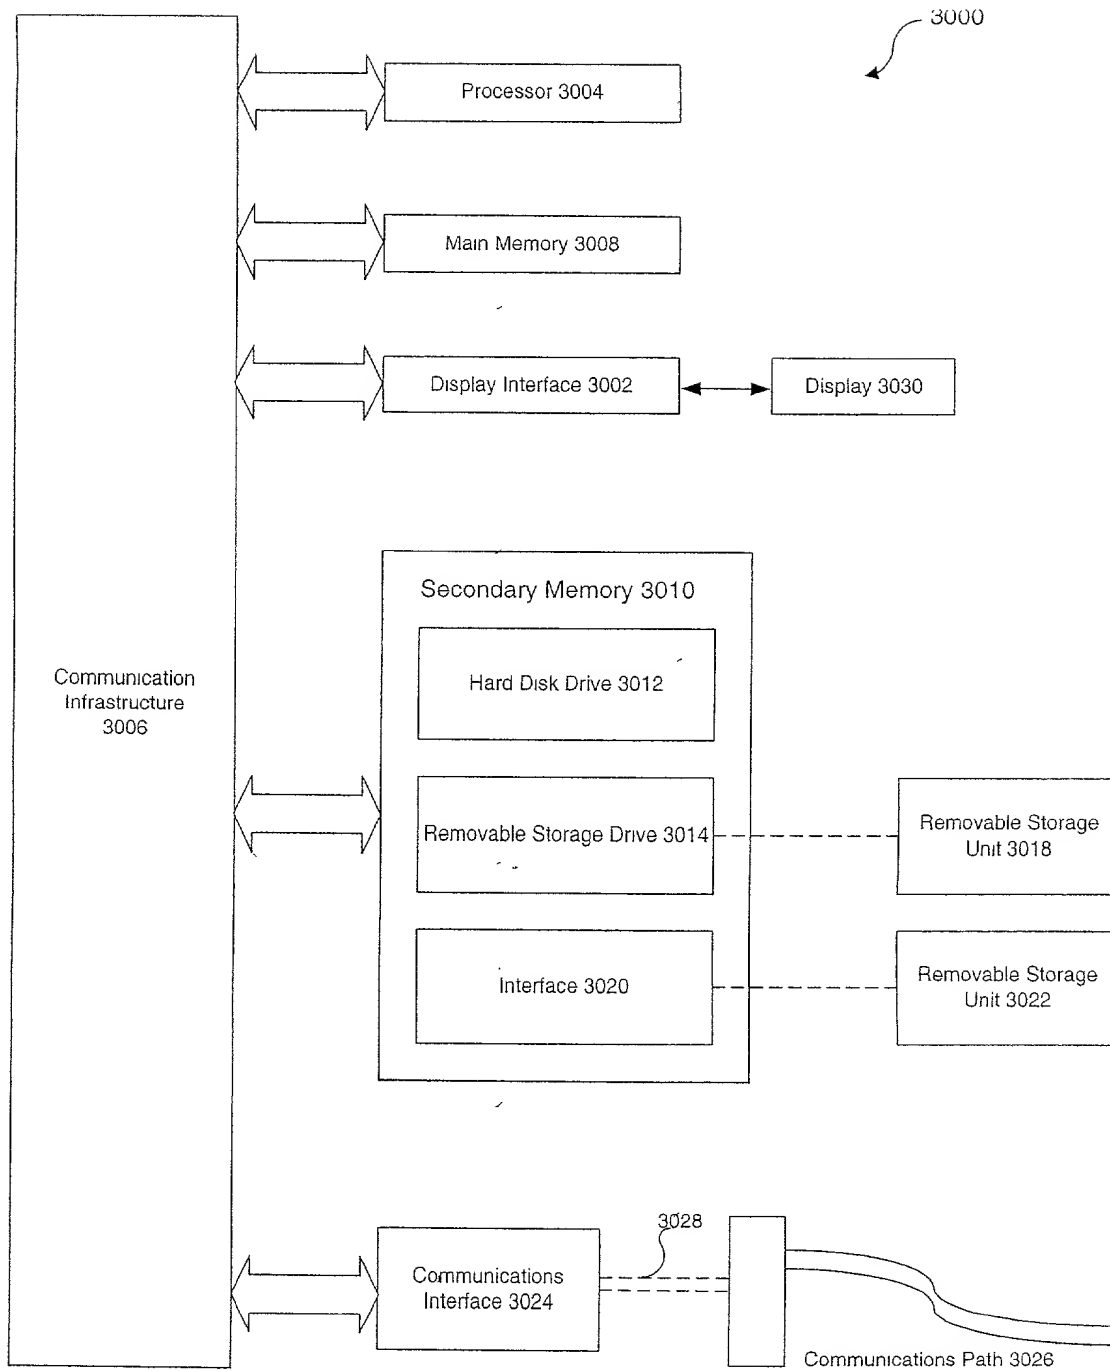 3000
Processor 3004
Main Memory 3008
Display Interface 3002
Display 3030
Secondary Memory 3010
Hard Disk Drive 3012
Communication
Infrastructure
3006
Removable Storage Drive 3014
Removable Storage
Unit 3018
Interface 3020
Removable Storage
Unit 3022
3028
Communications
Interface 3024
Communications Path 3026